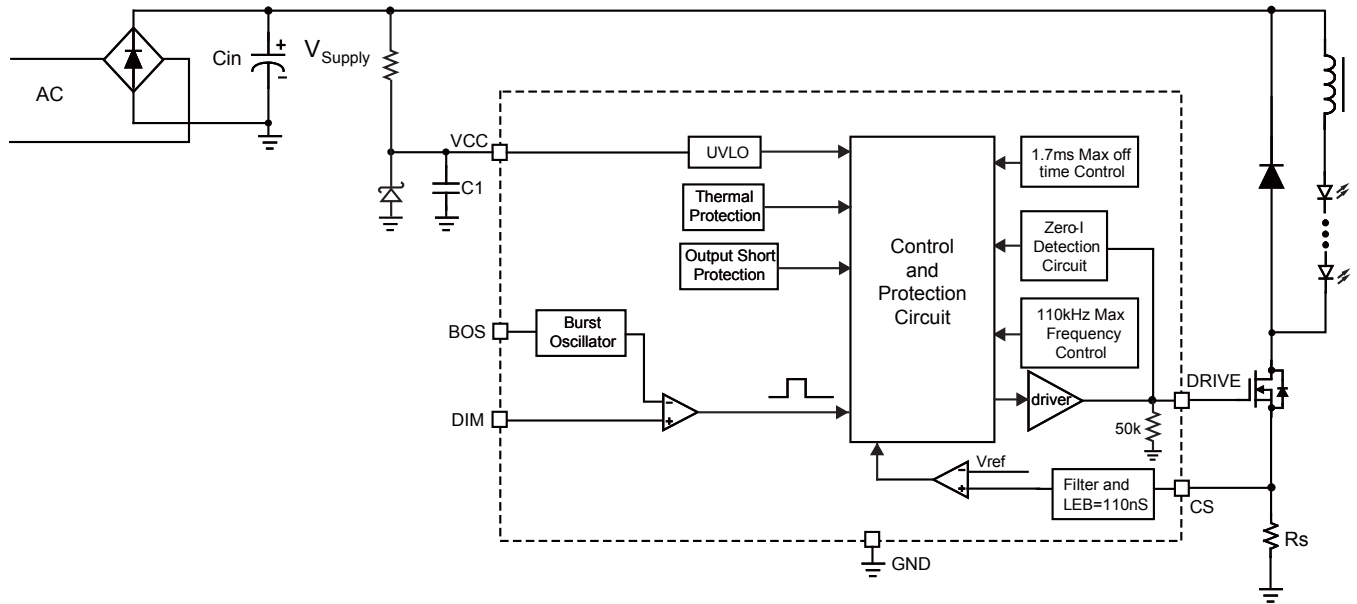 AC
Cin
+
-
VSupply
VCC
C1
UVLO
Thermal
Protection
Output Short
Protection
BOS
Burst
Oscillator
DIM
-
+
Control
and
Protection
Circuit
1.7ms Max off
time Control
Zero-I
Detection
Circuit
110kHz Max
Frequency
Control
driver
DRIVE
50k
Vref
-
+
Filter and
LEB=110nS
CS
Rs
GND